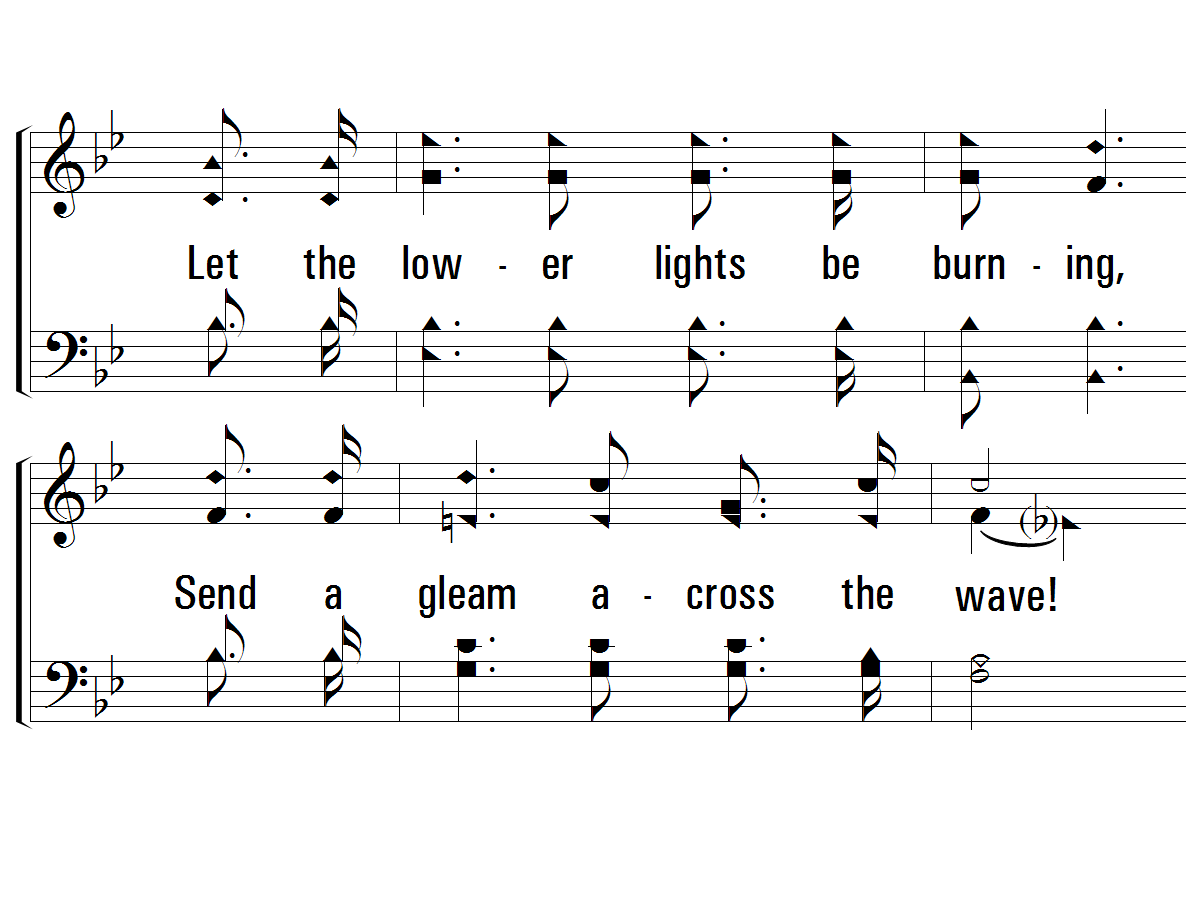 Let the low - er lights be burn - ing,
Send a gleam a - cross the wave!